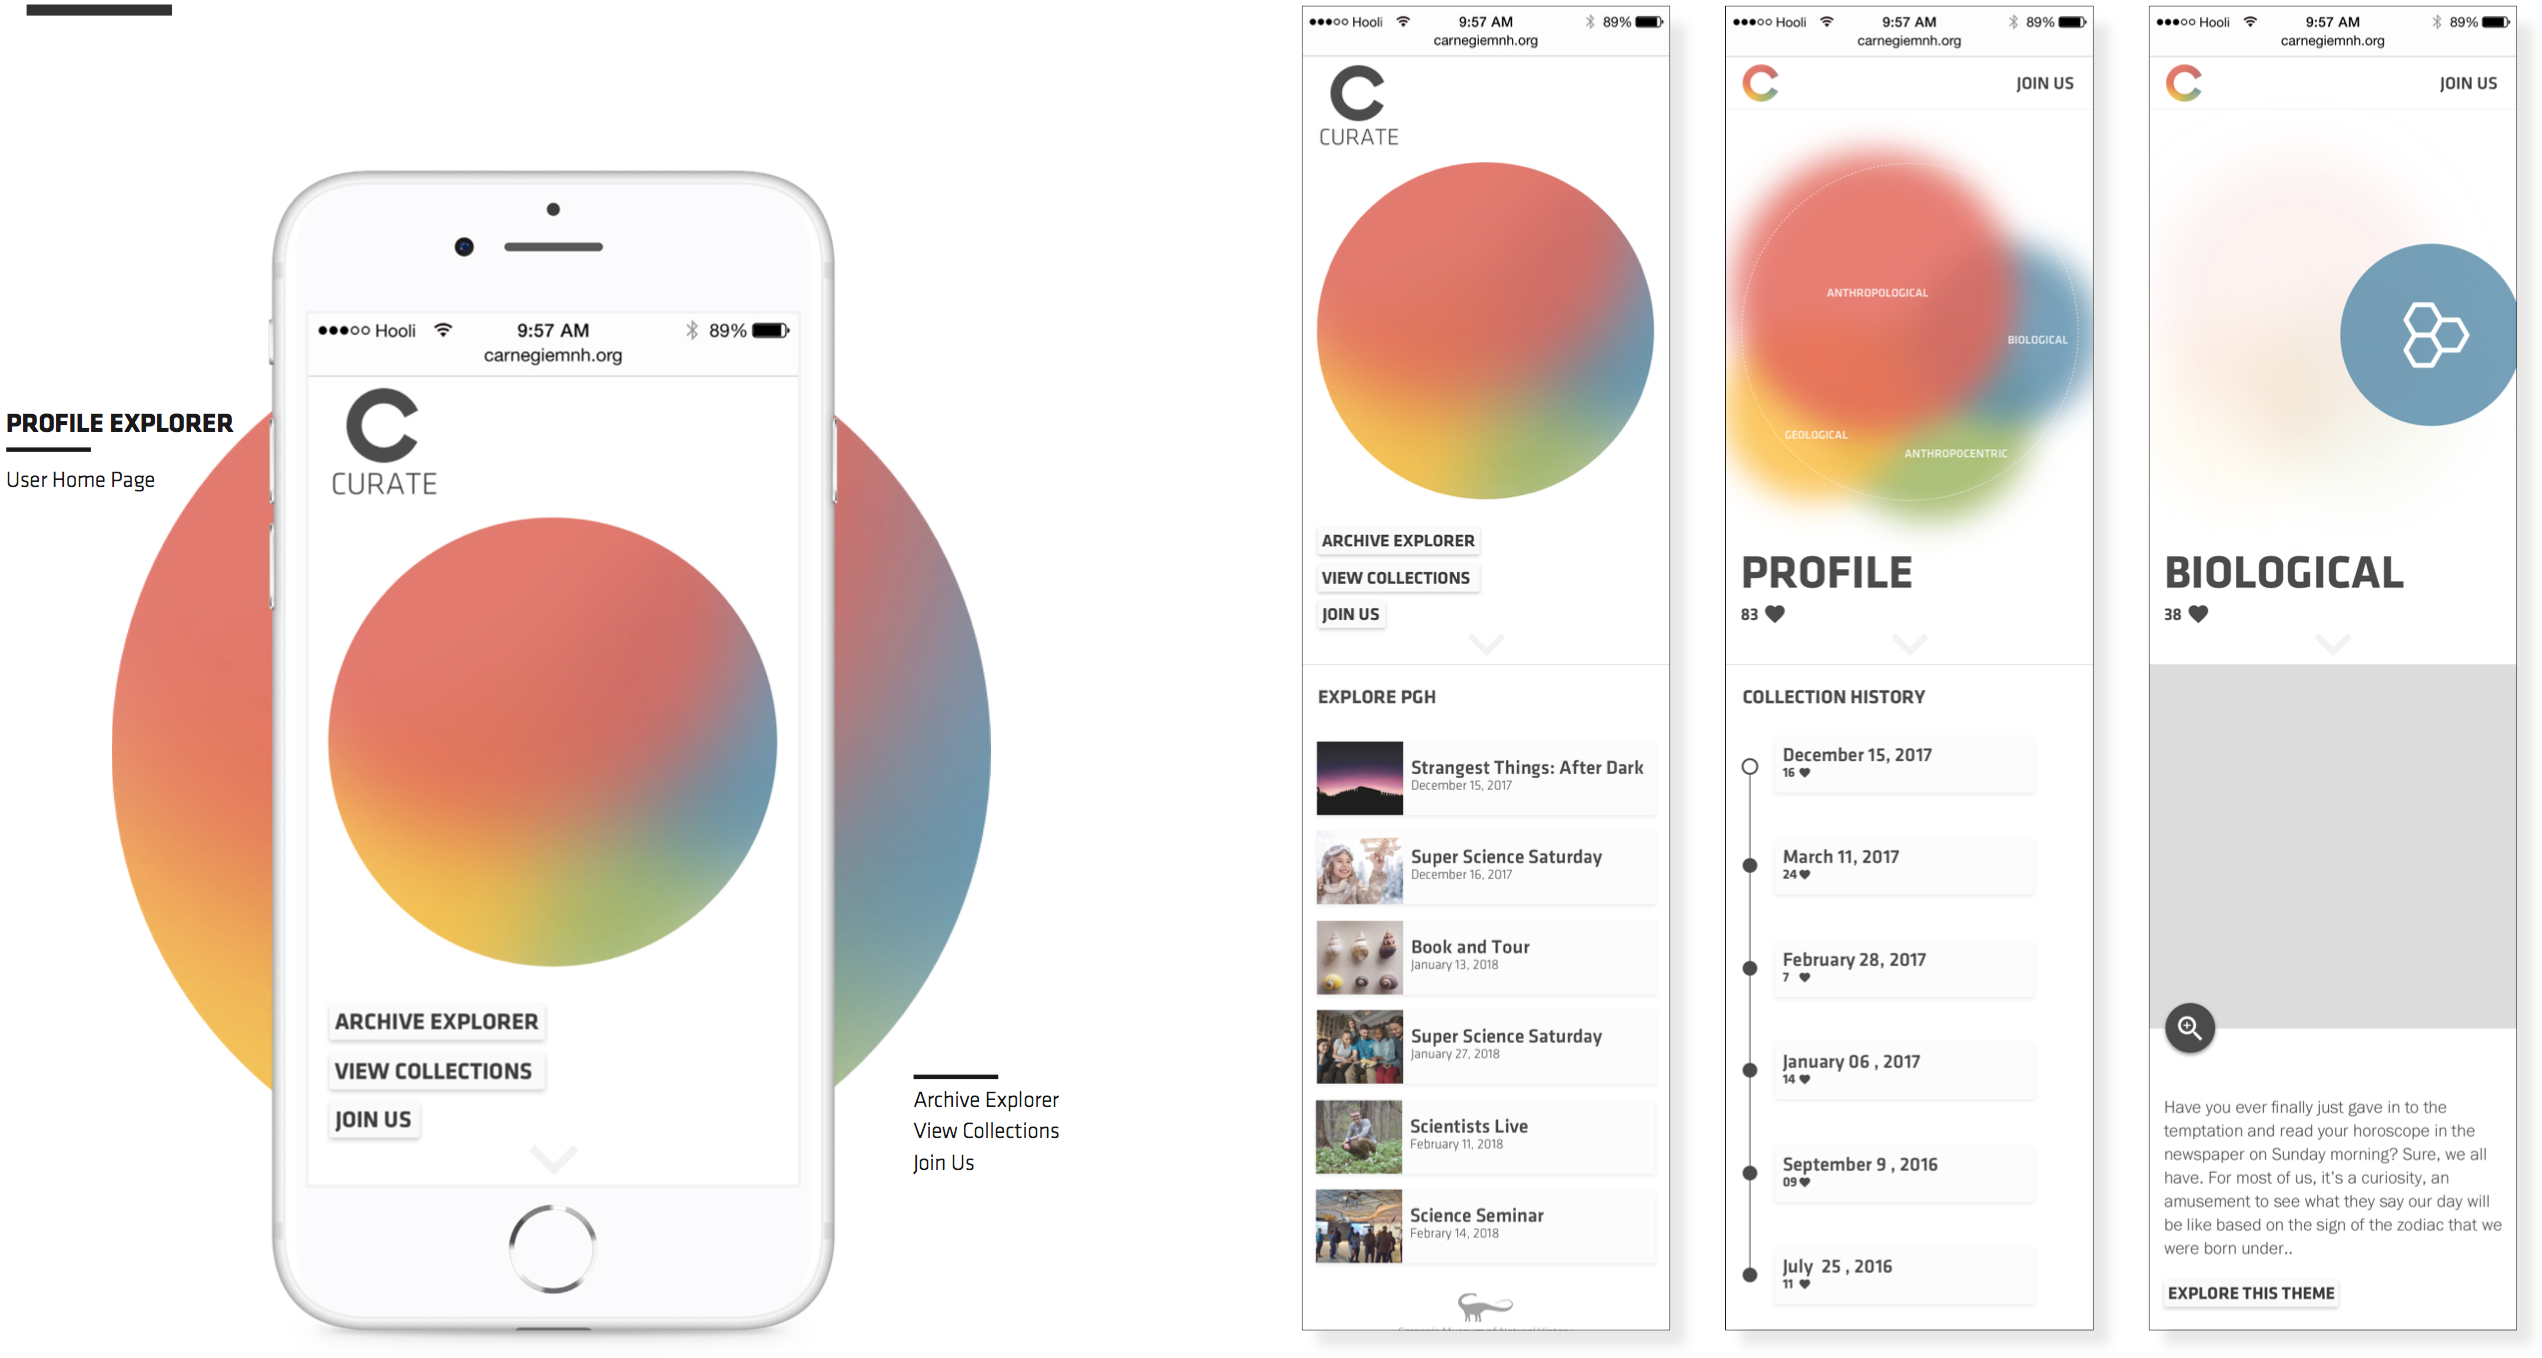 PROFILE EXPLORER
User Home Page
Hooli
9:57 AM
89%
carnegiemnh.org
C
CURATE
ARCHIVE EXPLORER
VIEW COLLECTIONS
JOIN US
Archive Explorer
View Collections
Join Us
Hooli
9:57 AM
89%
carnegiemnh.org
C
CURATE
ARCHIVE EXPLORER
VIEW COLLECTIONS
JOIN US
EXPLORE PGH
Strangest Things: After Dark
December 15, 2017
Super Science Saturday
December 16, 2017
Book and Tour
January 13, 2018
Super Science Saturday
January 27, 2018
Scientists Live
February 11, 2018
Science Seminar
Febrary 14, 2018
Carnegie Museum of Natural History
Hooli
9:57 AM
89%
carnegiemnh.org
C
JOIN US
ANTHROPOLOGICAL
BIOLOGICAL
GEOLOGICAL
ANTHROPOCENTRIC
PROFILE
83
COLLECTION HISTORY
December 15, 2017
16
March 11, 2017
24
February 28, 2017
7
January 06 , 2017
14
September 9 , 2016
09
July 25 , 2016
11
Hooli
9:57 AM
89%
carnegiemnh.org
C
JOIN US
BIOLOGICAL
38
Have you ever finally just gave in to the
temptation and read your horoscope in the
newspaper on Sunday morning? Sure, we all
have. For most of us, it's a curiosity, an
amusement to see what they say our day will
be like based on the sign of the zodiac that we
were born under..
EXPLORE THIS THEME